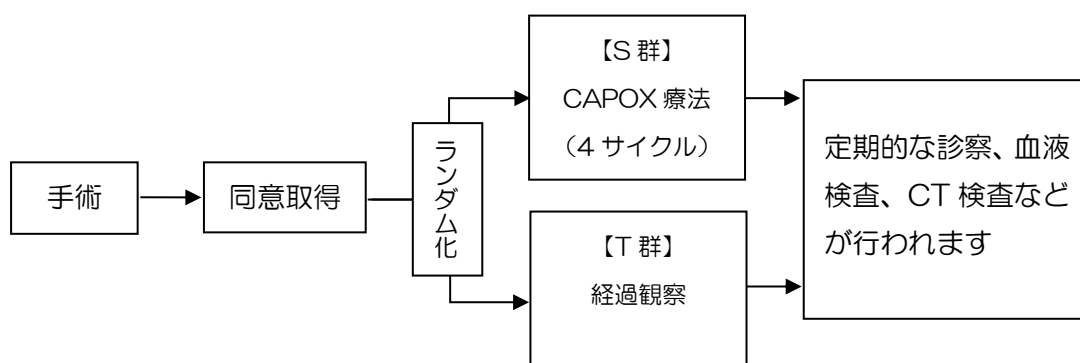 手術
同意取得
ランダム化
【S 群】
CAPOX 療法
（4 サイクル）
【T 群】
経過観察
定期的な診察、血液
検査、CT 検査など
が行われます